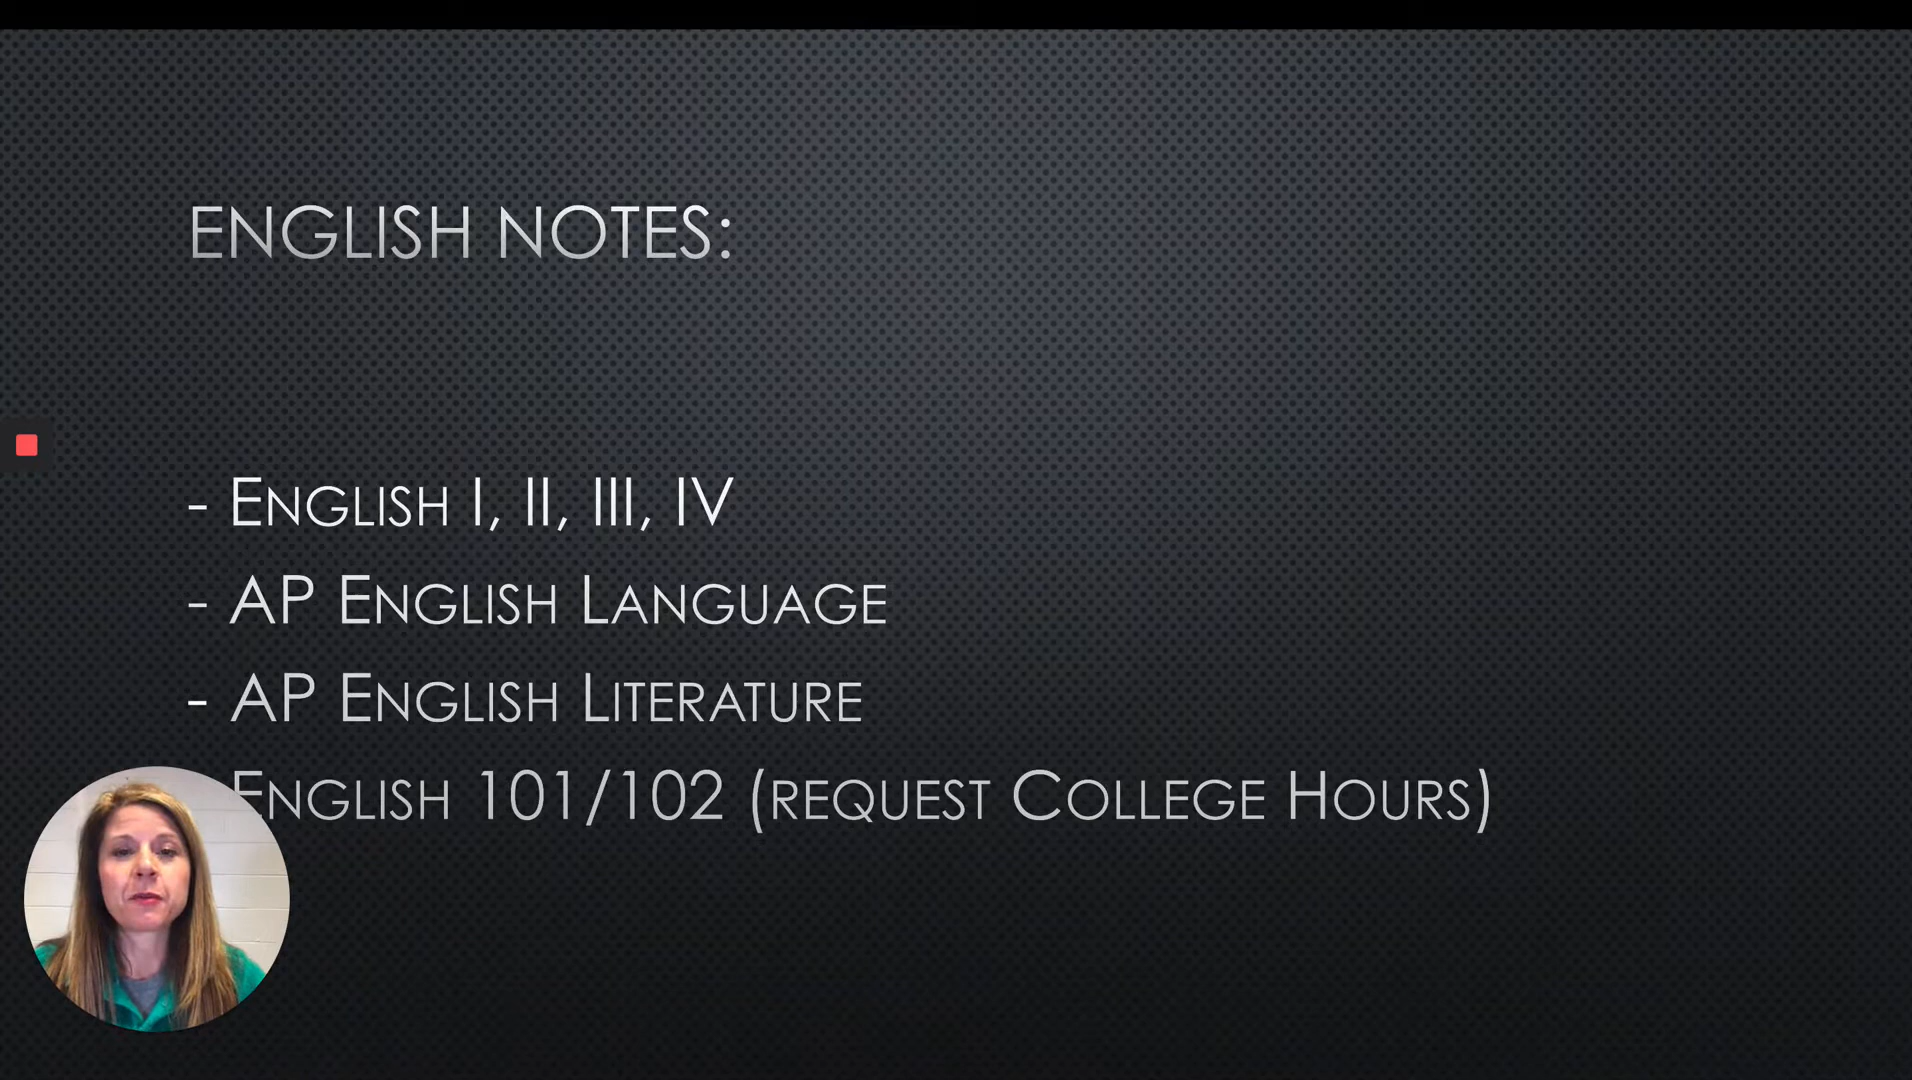 ENGLISH NOTES:
- ENGLISH I, II, III, IV
- AP ENGLISH LANGUAGE
- AP ENGLISH LITERATURE
ENGLISH 101/102 (REQUEST COLLEGE HOURS)